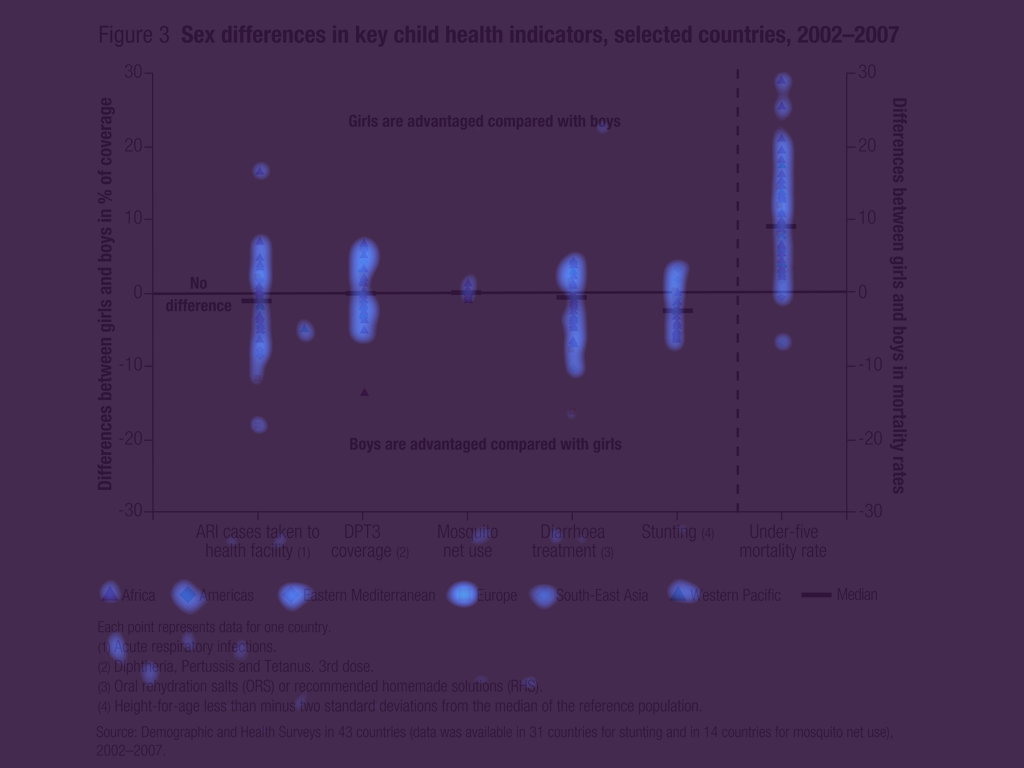 Figure 3 Sex differences in key child health indicators, selected countries, 2002–2007
30
20
10
0
-10
-20
-30
Differences between girls and boys in % of coverage
Girls are advantaged compared with boys
No
difference
Boys are advantaged compared with girls
30
20
10
0
-10
-20
-30
Differences between girls and boys in mortality rates
ARI cases taken to
health facility (1)
DPT3
coverage (2)
Mosquito
net use
Diarrhoea
treatment (3)
Stunting (4)
Under-five
mortality rate
Africa Americas Eastern Mediterranean Europe South-East Asia Western Pacific Median
Each point represents data for one country.
(1) Acute respiratory infections.
(2) Diphtheria, Pertussis and Tetanus. 3rd dose.
(3) Oral rehydration salts (ORS) or recommended homemade solutions (RHS).
(4) Height-for-age less than minus two standard deviations from the median of the reference population.
Source: Demographic and Health Surveys in 43 countries (data was available in 31 countries for stunting and in 14 countries for mosquito net use),
2002–2007.